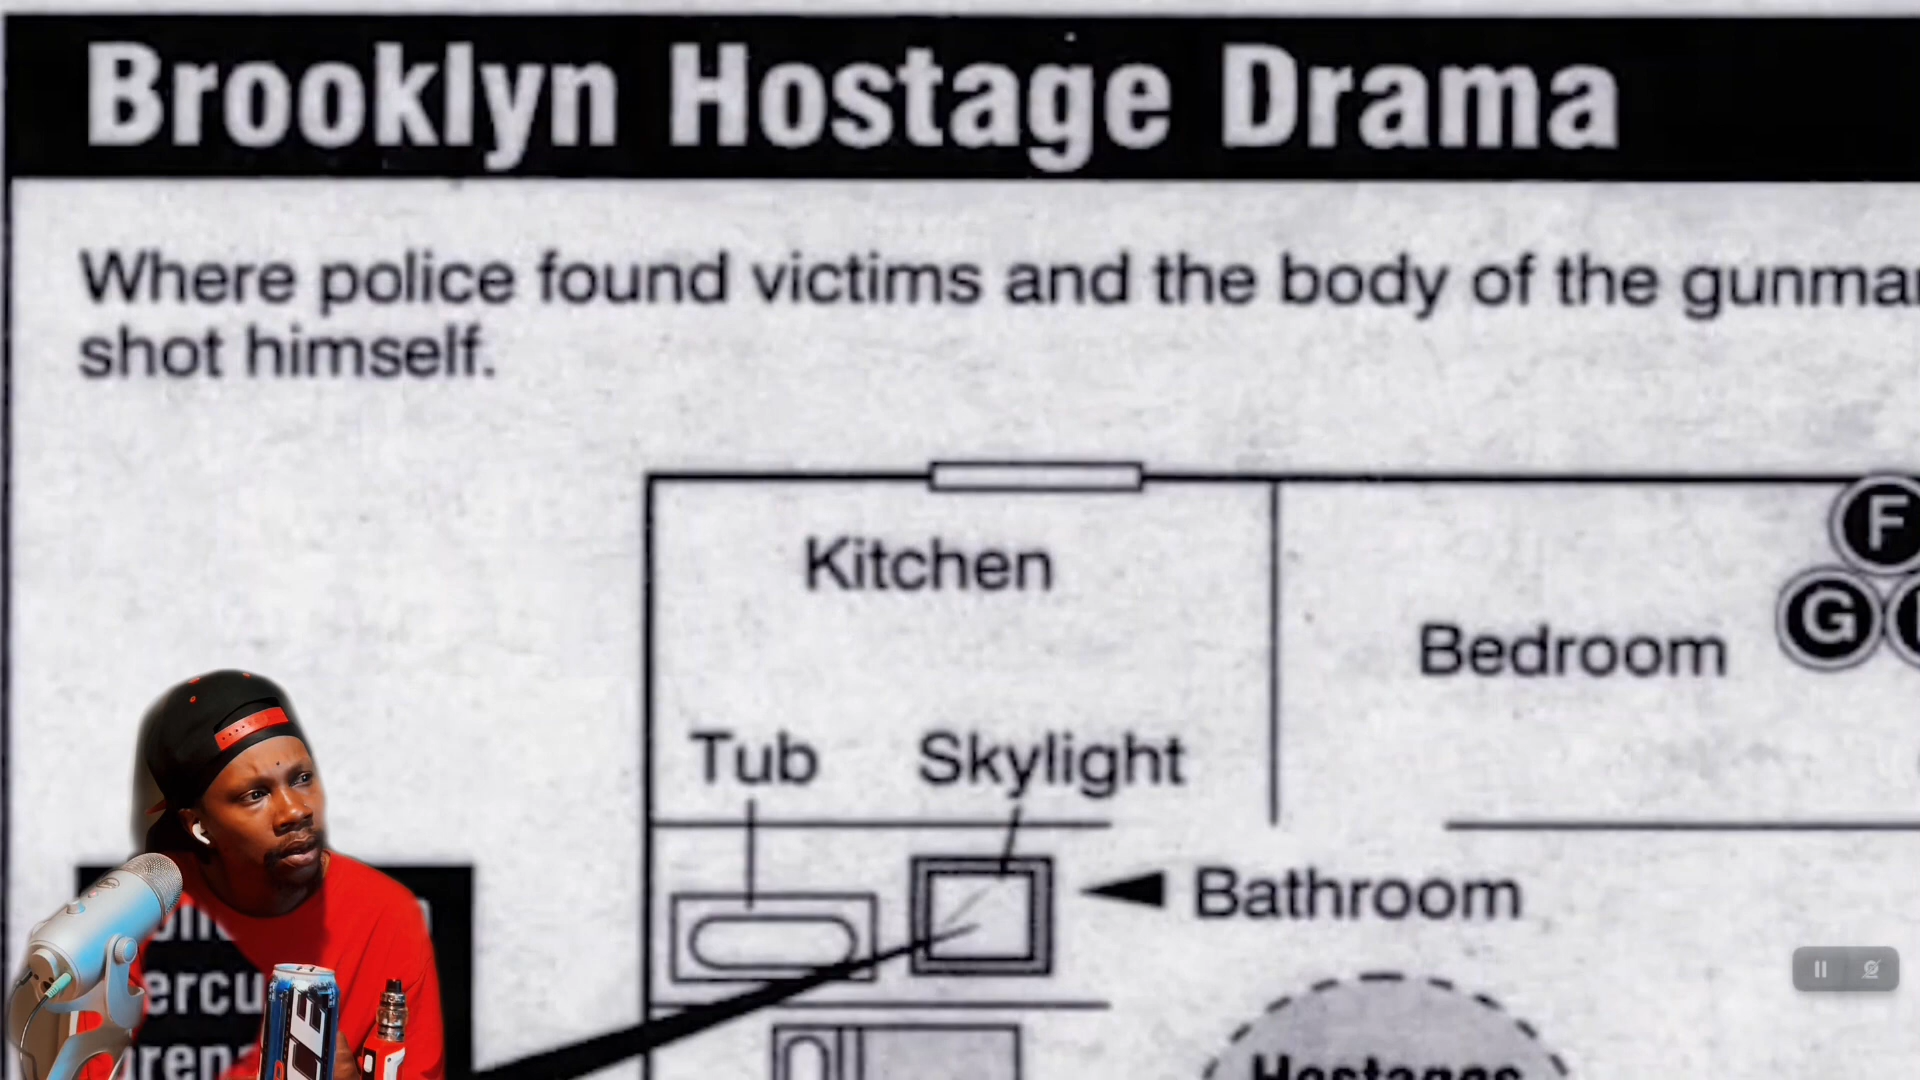 Brooklyn Hostage Drama
Where police found victims and the body of the
shot himself.
F
Kitchen
G
Bedroom
Tub
Skylight
Bathroom
Hostages